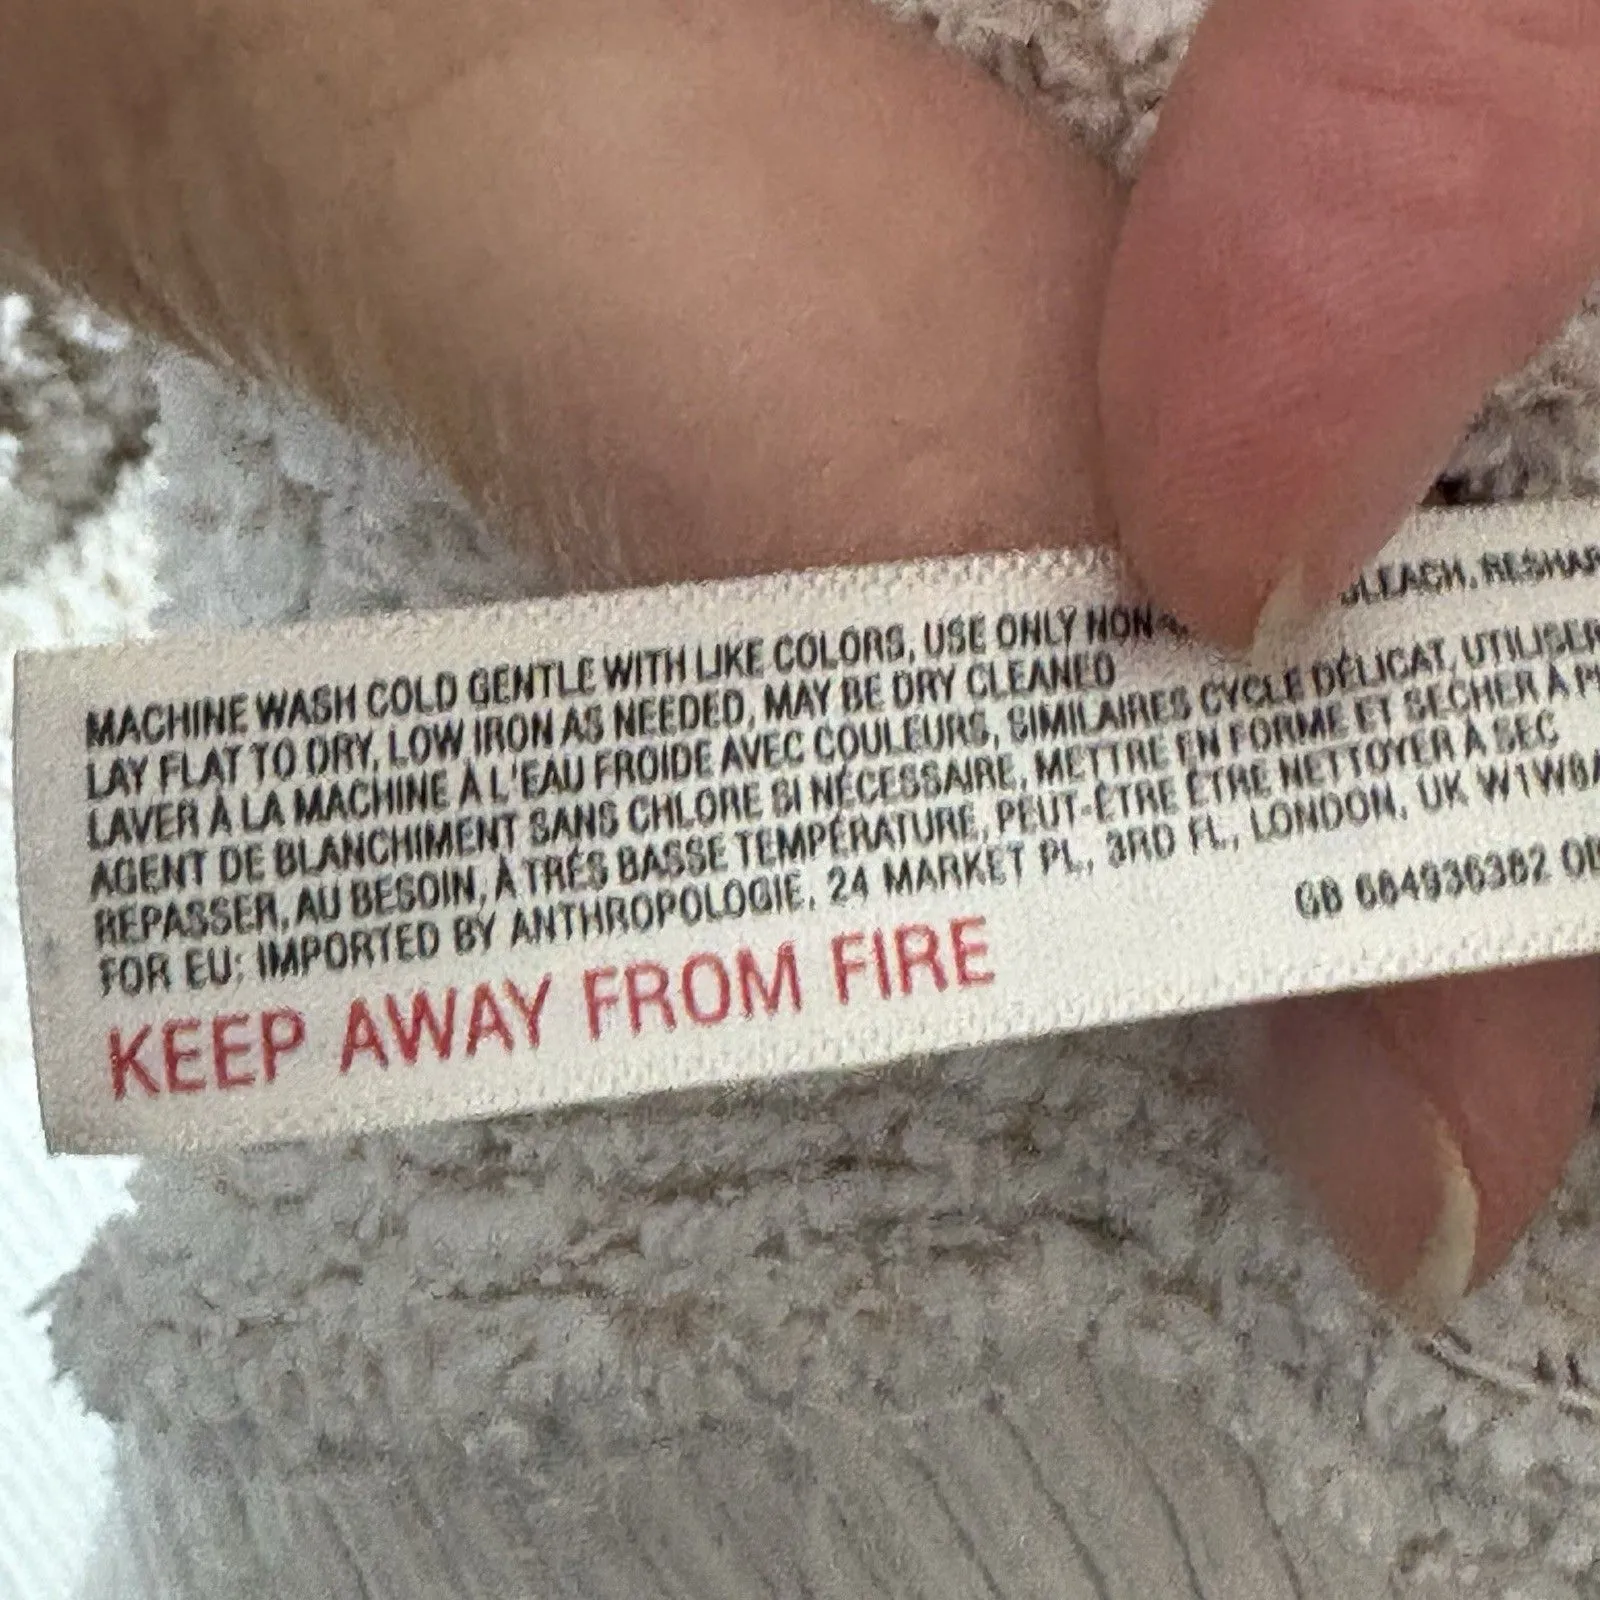 MACHINE WASH COLD GENTLE WITH LIKE COLORS, USE ONLY NON BLEACH, RESHAP
LAY FLAT TO DRY, LOW IRON AS NEEDED, MAY BE DRY CLEANED
LAVER À LA MACHINE À L'EAU FROIDE AVEC COULEURS, SIMILAIRES CYCLE DÉLICAT, UTILISER
AGENT DE BLANCHIMENT SANS CHLORE SI NÉCESSAIRE, METTRE EN FORME ET SECHER À
REPASSER, AU BESOIN, À TRÉS BASSE TEMPÉRATURE, PEUT-ÊTRE ÊTRE NETTOYER À SEC
FOR EU: IMPORTED BY ANTHROPOLOGIE, 24 MARKET PL, 3RD FL, LONDON, UK W1W8A
GB 664936382
KEEP AWAY FROM FIRE